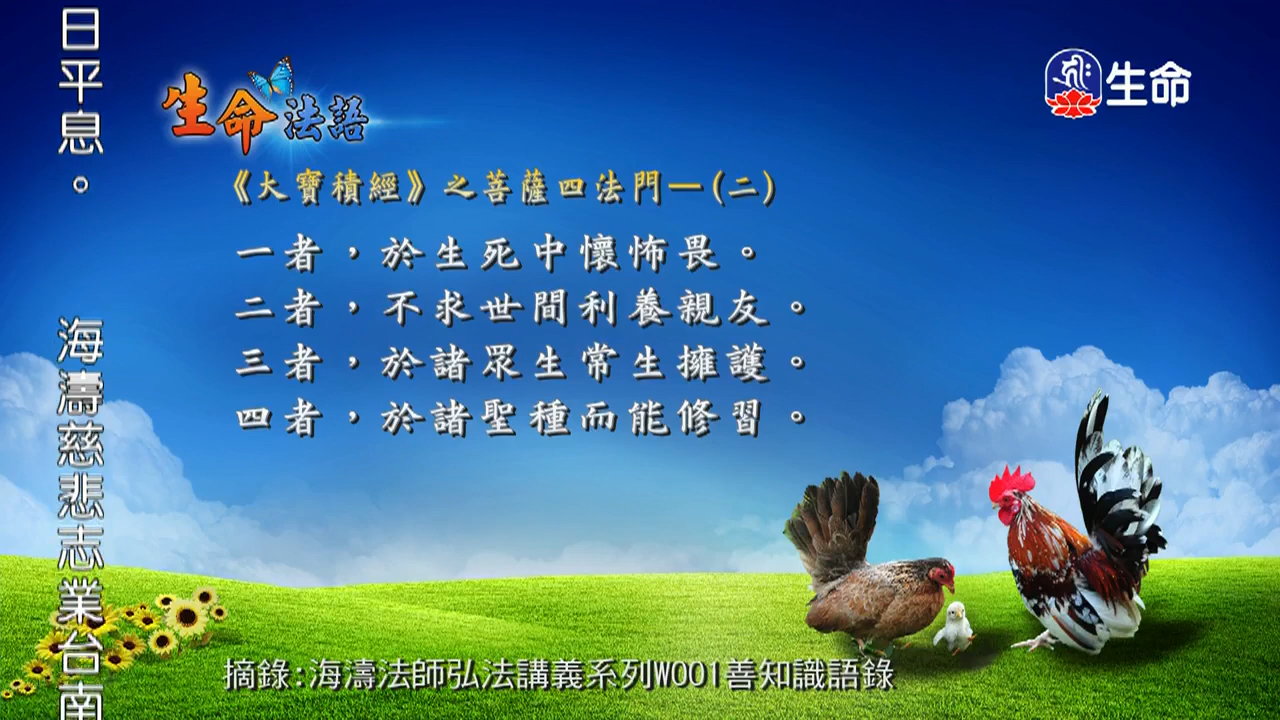 日平息。　海濤慈悲志業台南
生命法語
生命
《大寶積經》之菩薩四法門—(二)
一者，於生死中懷怖畏。
二者，不求世間利養親友。
三者，於諸眾生常生擁護。
四者，於諸聖種而能修習。
摘錄:海濤法師弘法講義系列W001善知識語錄